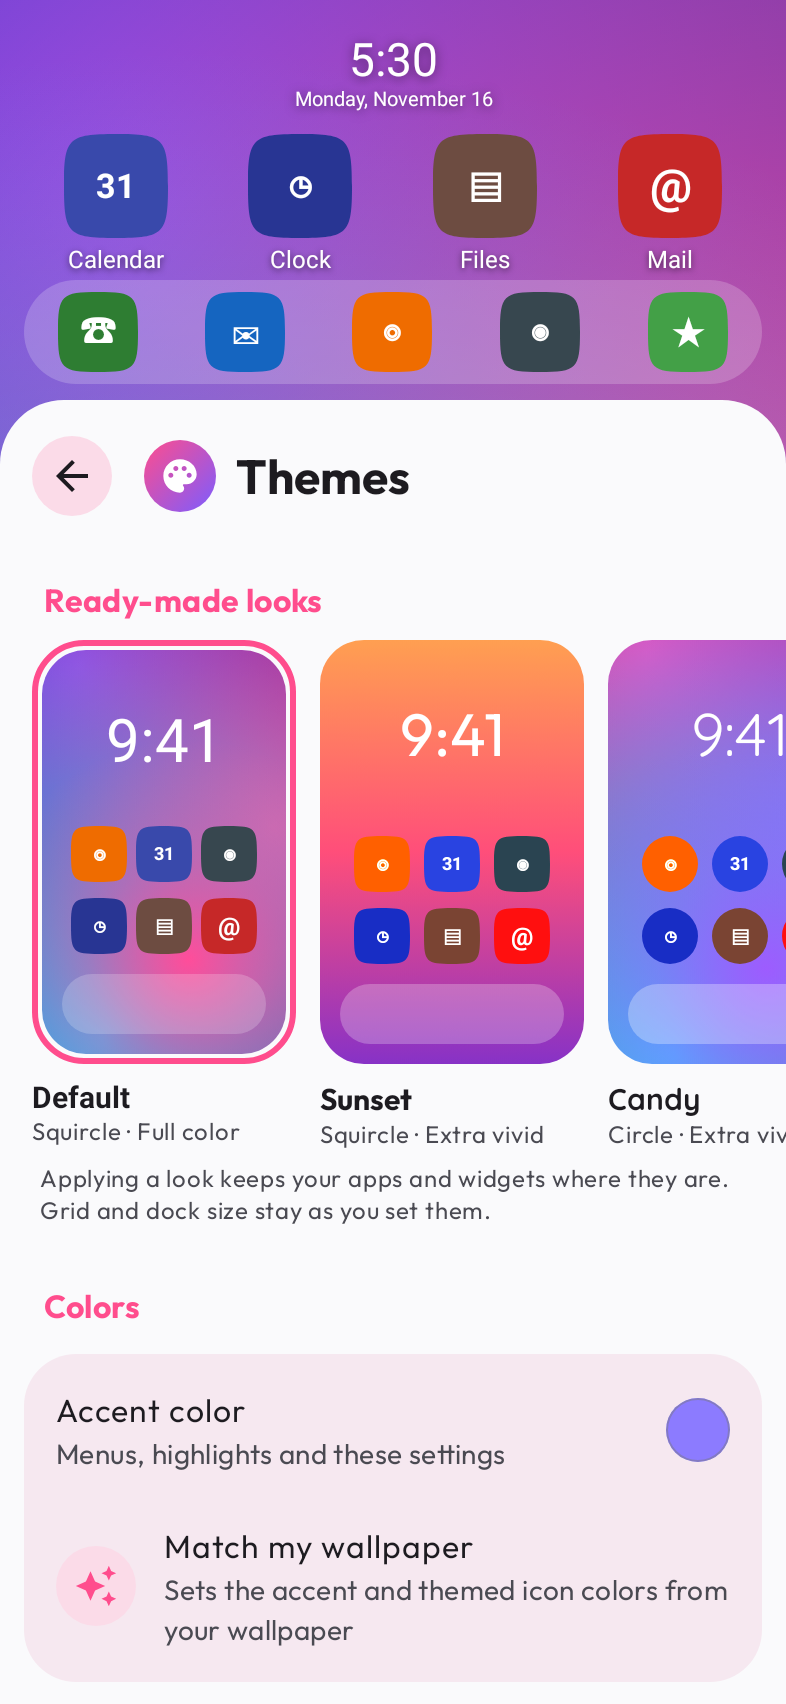 5:30
Monday, November 16
31
@
Calendar
Clock
Files
Mail
Themes
Ready-made looks
9:41
9:41
9:41
31
31
31
@
@
Default
Sunset
Candy
Squircle · Full color
Squircle · Extra vivid
Circle · Extra
Applying a look keeps your apps and widgets where they are.
Grid and dock size stay as you set them.
Colors
Accent color
Menus, highlights and these settings
Match my wallpaper
Sets the accent and themed icon colors from
your wallpaper